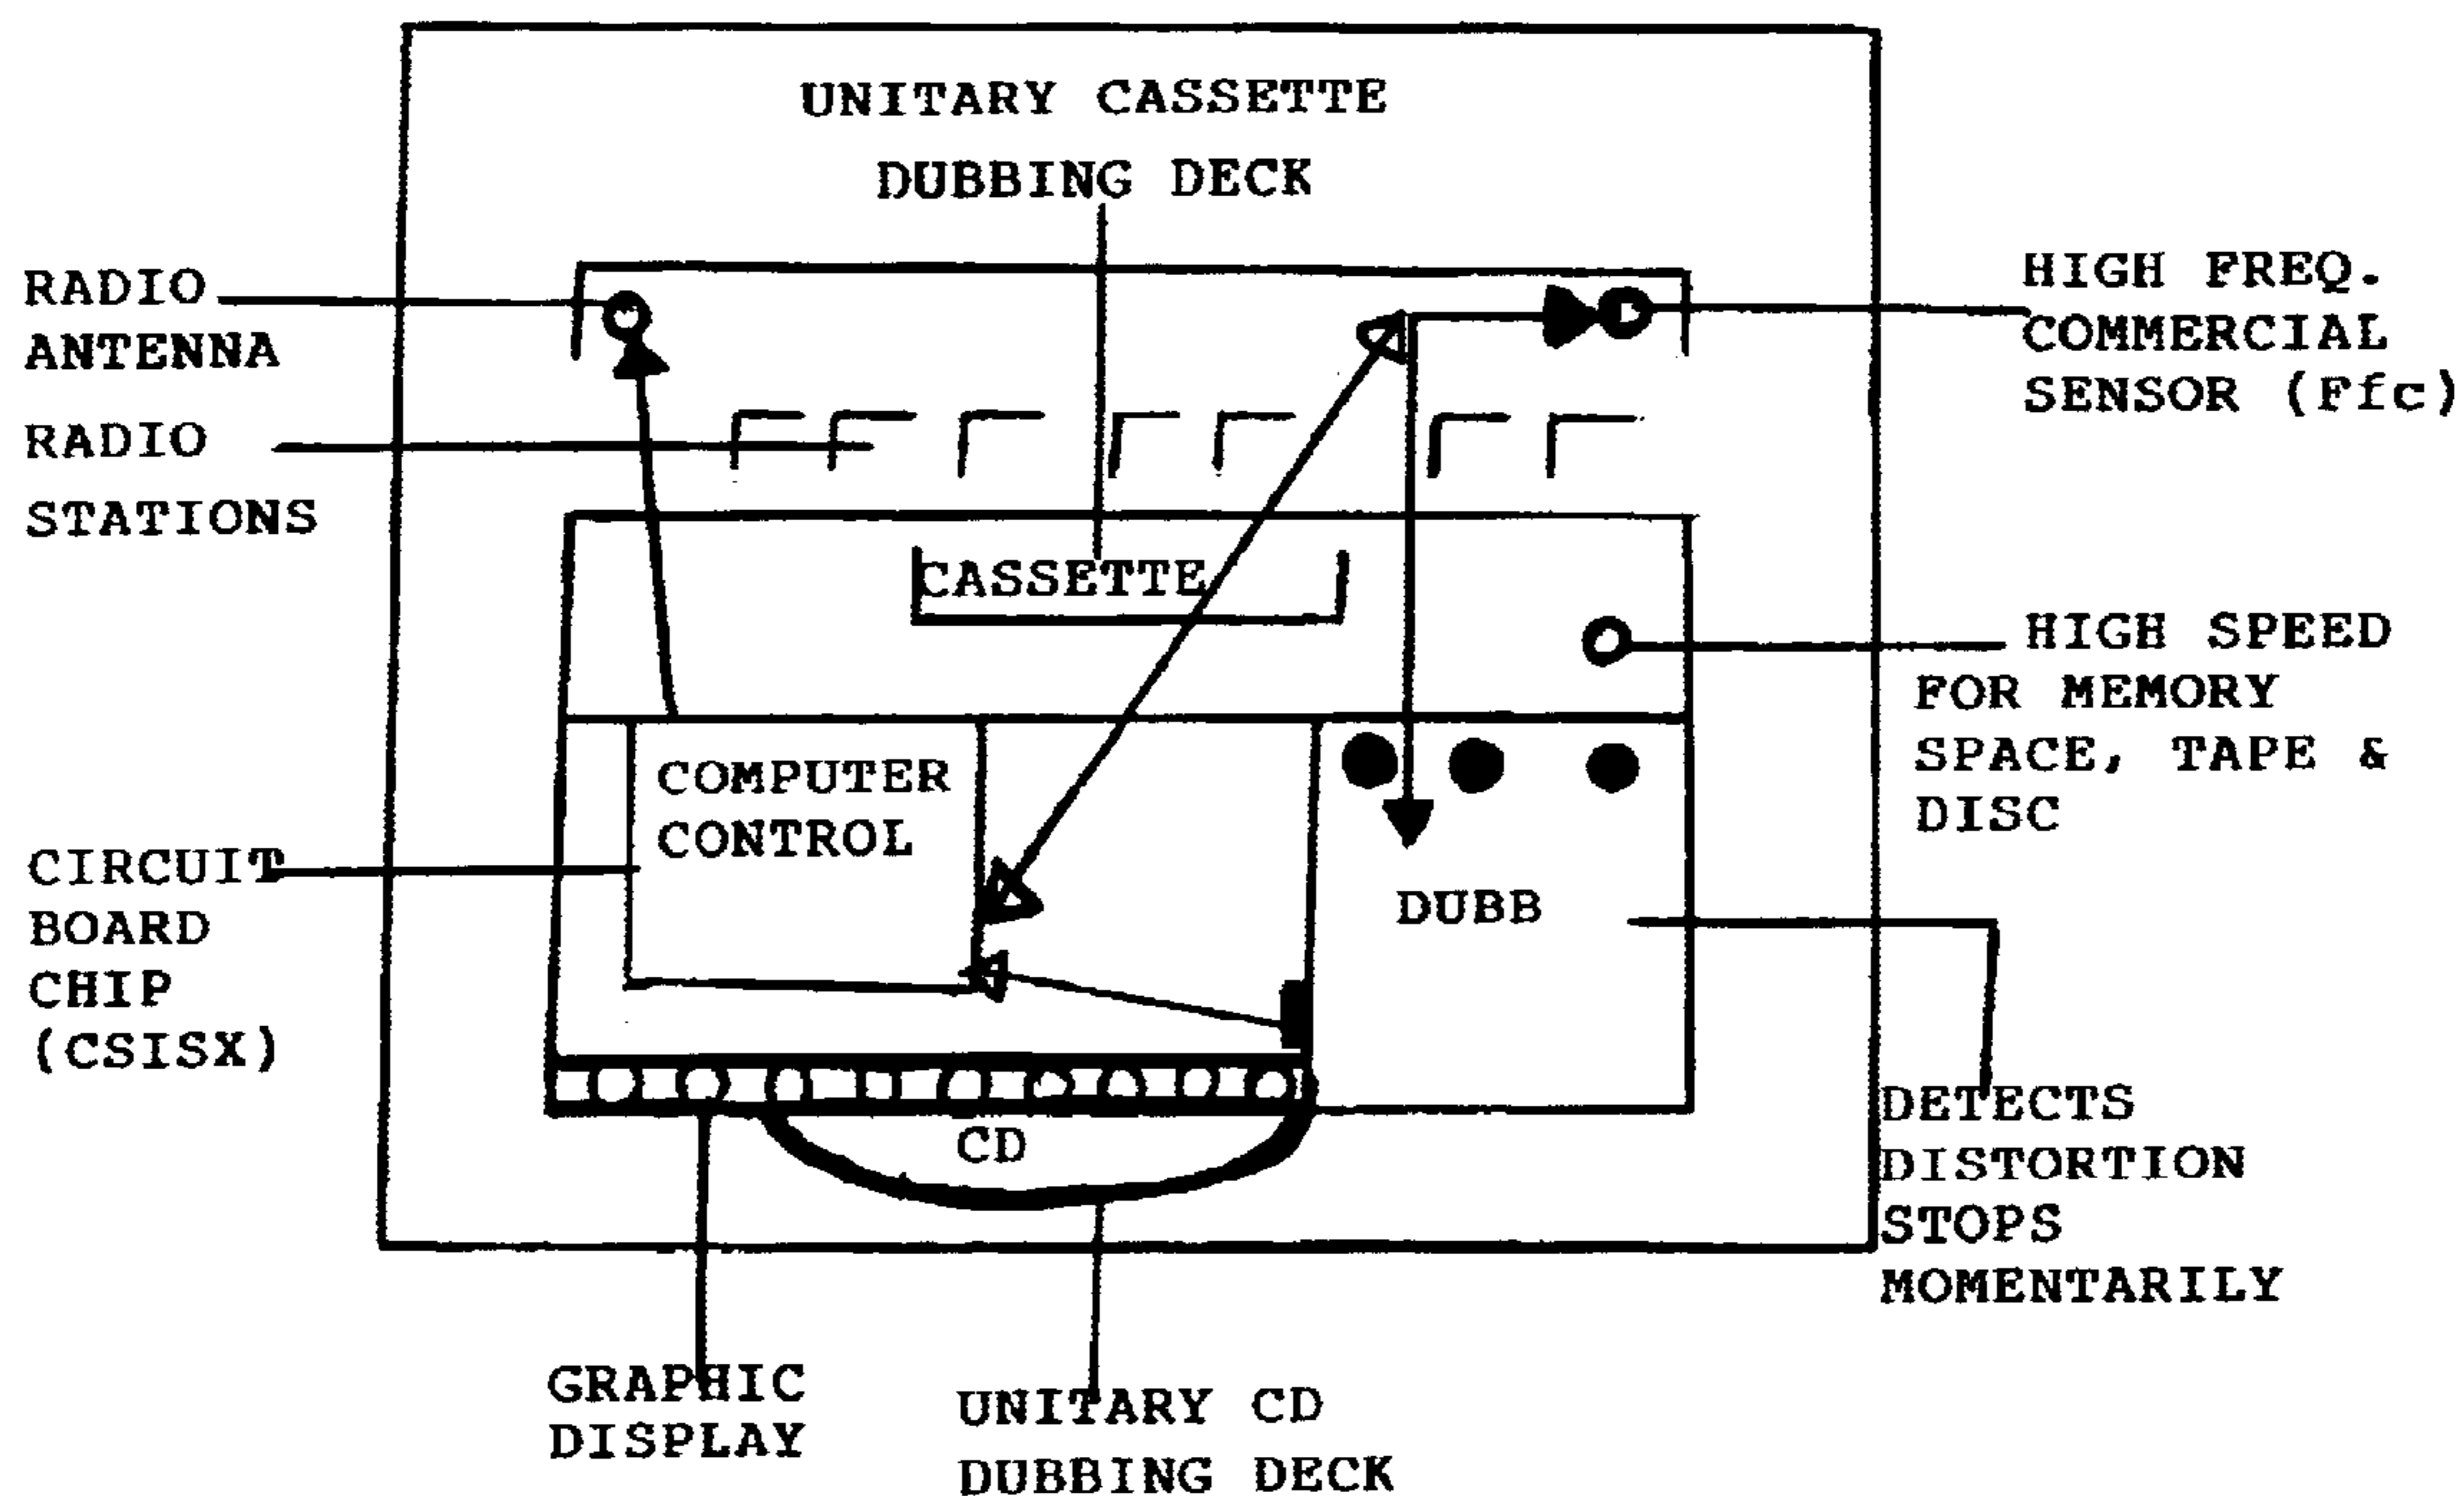 UNITARY CASSETTE
DUBBING DECK
RADIO
ANTENNA
RADIO
STATIONS
HIGH FREQ.
COMMERCIAL
SENSOR (Ffc)
CASSETTE
HIGH SPEED
FOR MEMORY
SPACE, TAPE &
DISC
COMPUTER
CONTROL
CIRCUIT
BOARD
CHIP
(CSISX)
DUBB
DETECTS
DISTORTION
STOPS
MOMENTARILY
CD
GRAPHIC
DISPLAY
UNITARY CD
DUBBING DECK